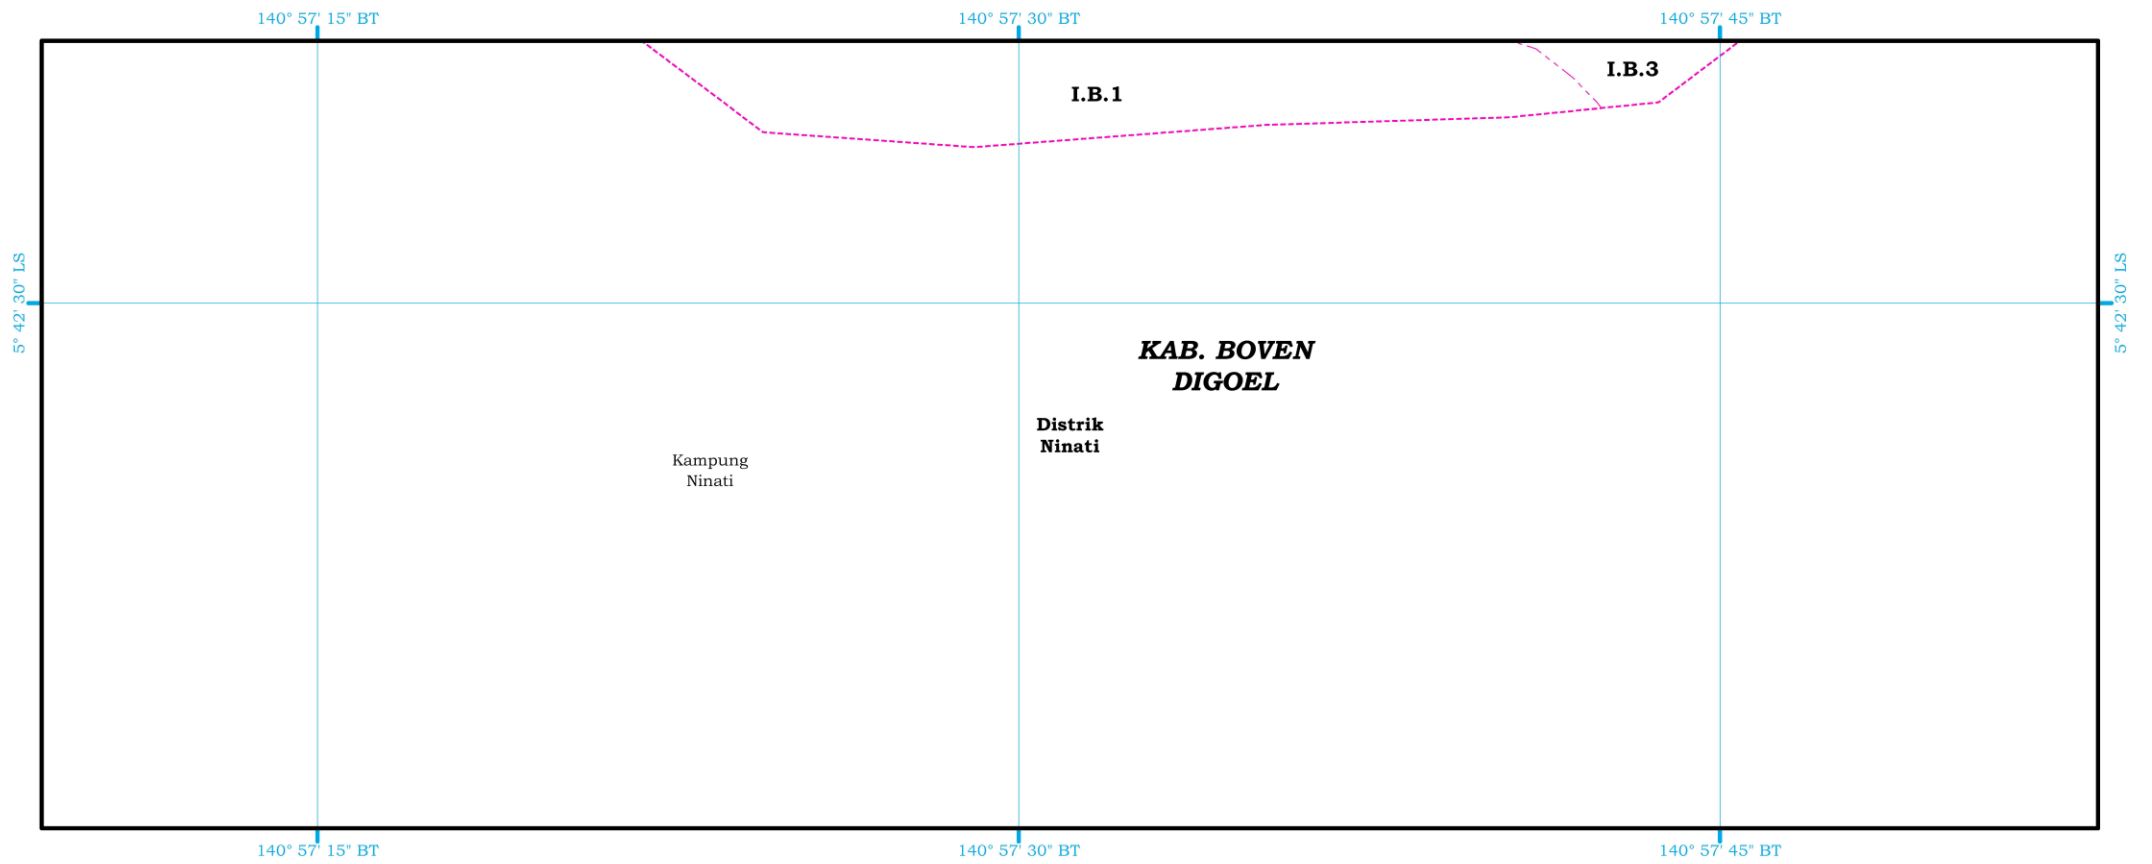 140° 57' 15" BT
140° 57' 30" BT
140° 57' 45" BT
I.B.3
I.B.1
5° 42' 30" LS
5° 42' 30" LS
KAB. BOVEN
DIGOEL
Distrik
Ninati
Kampung
Ninati
140° 57' 15" BT
140° 57' 30" BT
140° 57' 45" BT